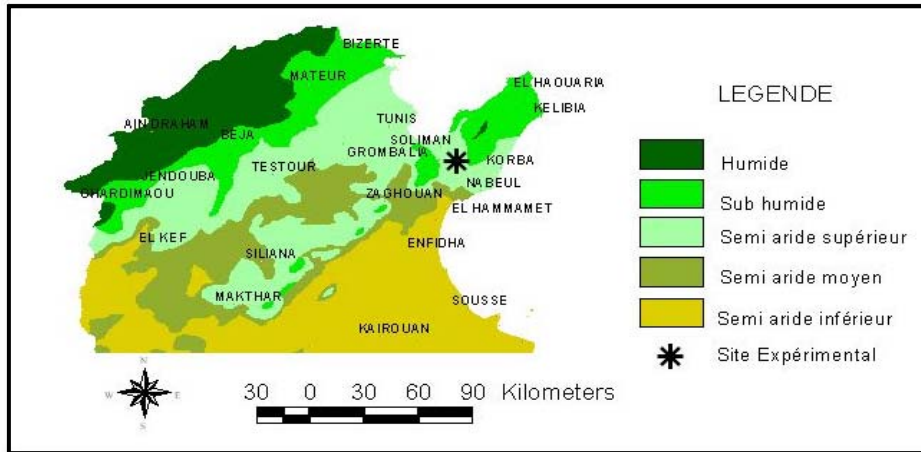 BIZERTE
MATEUR
EL HAOUARIA
KELIBIA
AIN DRAHAM
TUNIS
BEJA
SOLIMAN
GROMBALIA
KORBA
TESTOUR
JENDOUBA
GHARDIMAOU
ZAGHOUAN
NABEUL
EL HAMMAMET
EL KEF
ENFIDHA
SILIANA
MAKTHAR
SOUSSE
KAIROUAN
LEGENDE
Humide
Sub humide
Semi aride supérieur
Semi aride moyen
Semi aride inférieur
Site Expérimental
N
W E
S
30 0 30 60 90 Kilometers